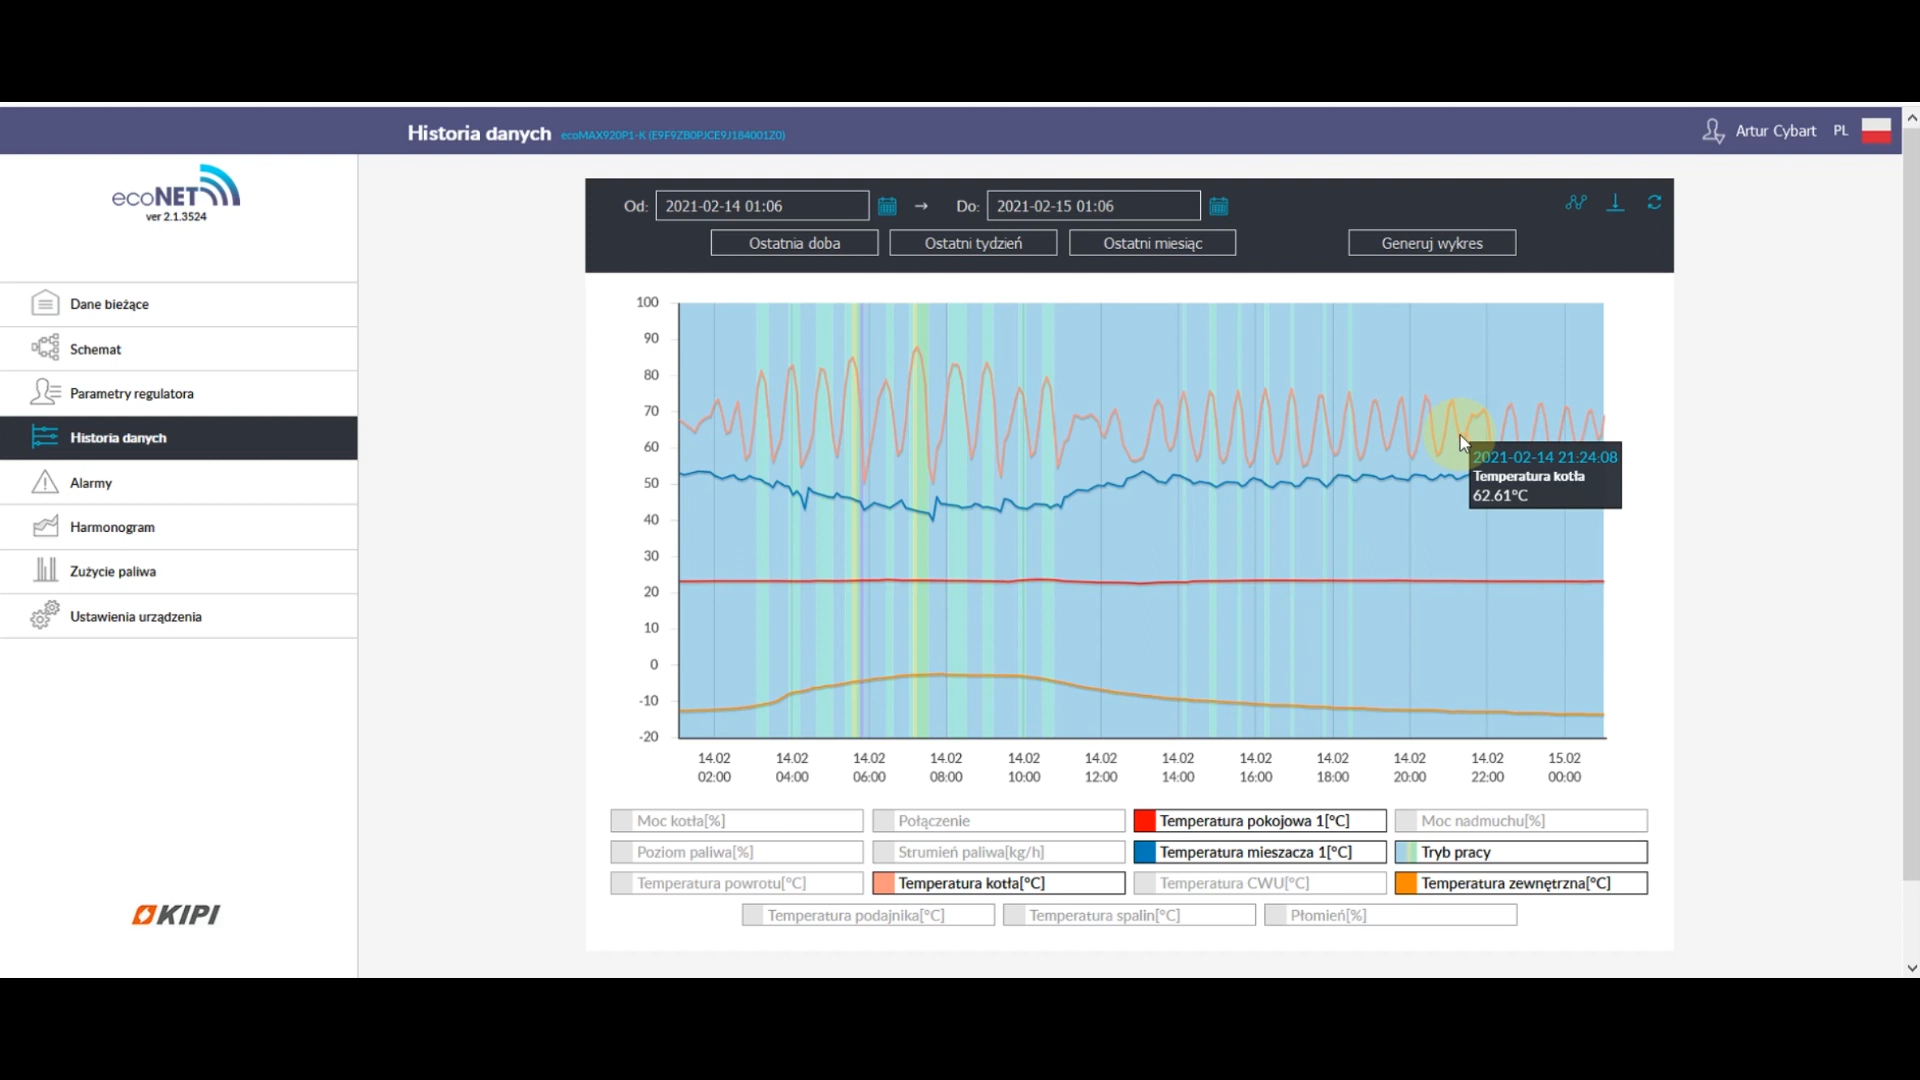 Historia danych ecoMAX920P1-K (E9F9ZB0PJCE9J184001Z0)
Artur Cybart PL
ecoNET
ver 2.1.3524
Dane bieżące
Schemat
Parametry regulatora
Historia danych
Alarmy
Harmonogram
Zużycie paliwa
Ustawienia urządzenia
KIPI
Od: 2021-02-14 01:06 → Do: 2021-02-15 01:06
Ostatnia doba Ostatni tydzień Ostatni miesiąc Generuj wykres
100
90
80
70
60
50
40
30
20
10
0
-10
-20
2021-02-14 21:24:08
Temperatura kotła
62.61°C
14.02 14.02 14.02 14.02 14.02 14.02 14.02 14.02 14.02 14.02 14.02 15.02
02:00 04:00 06:00 08:00 10:00 12:00 14:00 16:00 18:00 20:00 22:00 00:00
Moc kotła[%] Połączenie Temperatura pokojowa 1[°C] Moc nadmuchu[%]
Poziom paliwa[%] Strumień paliwa[kg/h] Temperatura mieszacza 1[°C] Tryb pracy
Temperatura powrotu[°C] Temperatura kotła[°C] Temperatura CWU[°C] Temperatura zewnętrzna[°C]
Temperatura podajnika[°C] Temperatura spalin[°C] Płomień[%]